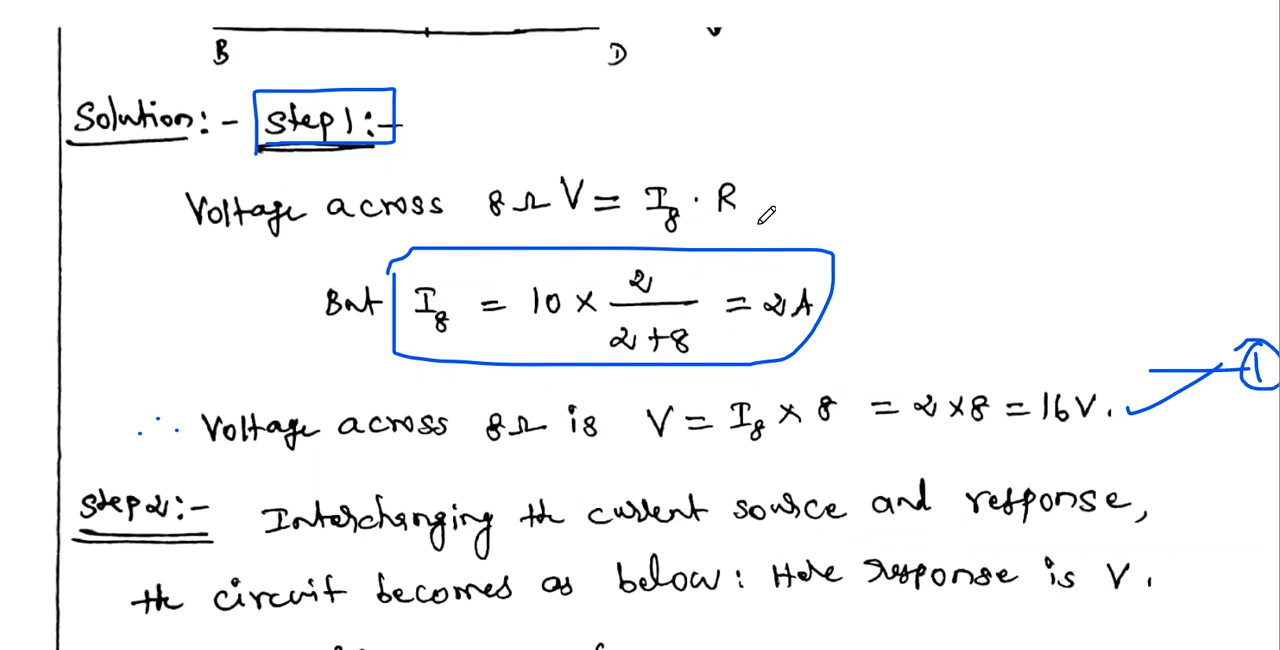 B D
Solution:- Step 1:-
Voltage across 8Ω V = I₈ · R
But I₈ = 10 × 2/(2+8) = 2A
∴ Voltage across 8Ω is V = I₈ × 8 = 2×8 = 16V. ①
Step 2:- Interchanging the current source and response,
the circuit becomes as below: Here response is V.